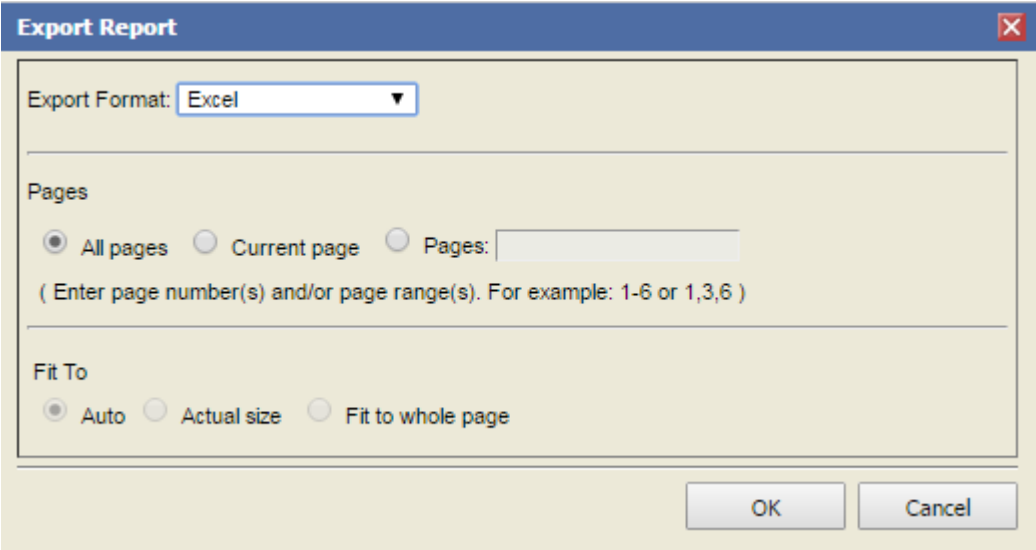 Export Report
Export Format: Excel
Pages
All pages Current page Pages:
( Enter page number(s) and/or page range(s). For example: 1-6 or 1,3,6 )
Fit To
Auto Actual size Fit to whole page
OK Cancel